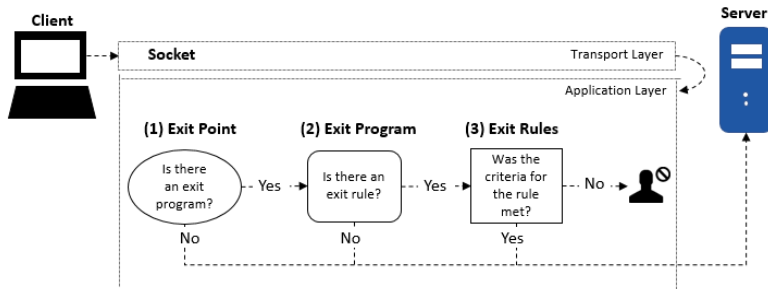 Client
Server
Socket
Transport Layer
Application Layer
(1) Exit Point
(2) Exit Program
(3) Exit Rules
Is there
an exit
program?
Yes
Is there an
exit rule?
Yes
Was the
criteria for
the rule
met?
No
No
No
Yes